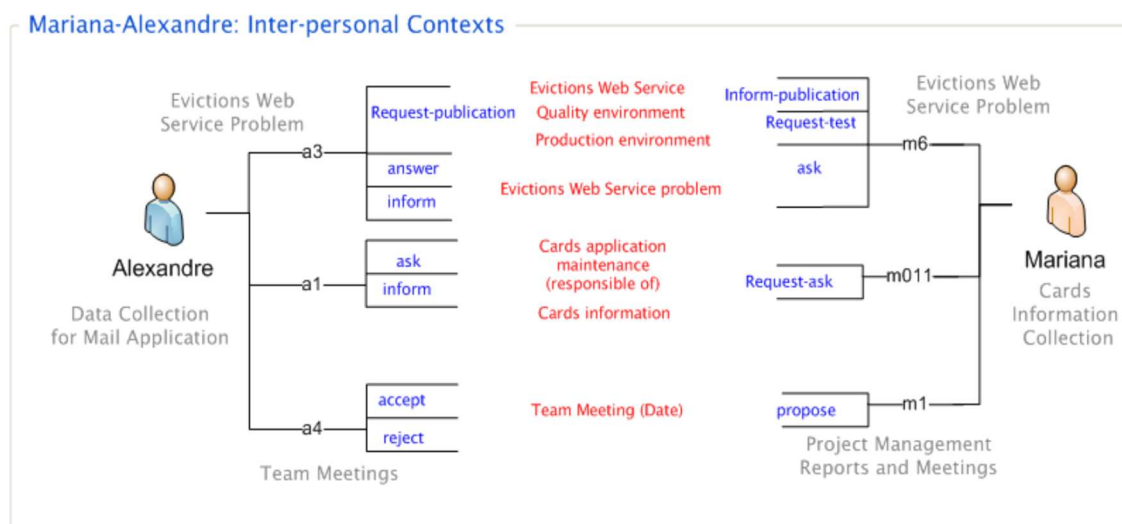 Mariana-Alexandre: Inter-personal Contexts
Evictions Web
Service Problem
a3
Request-publication
answer
inform
Alexandre
a1
ask
inform
Data Collection
for Mail Application
a4
accept
reject
Team Meetings
Evictions Web Service
Quality environment
Production environment
Evictions Web Service problem
Cards application
maintenance
(responsible of)
Cards information
Team Meeting (Date)
Inform-publication
Request-test
ask
m6
Evictions Web
Service Problem
Request-ask
m011
Mariana
Cards
Information
Collection
propose
m1
Project Management
Reports and Meetings